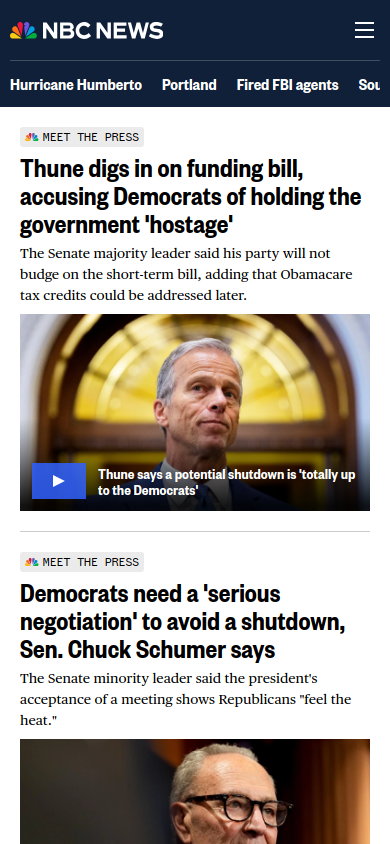 NBC NEWS
Hurricane Humberto Portland Fired FBI agents Sou
MEET THE PRESS
Thune digs in on funding bill,
accusing Democrats of holding the
government 'hostage'
The Senate majority leader said his party will not
budge on the short-term bill, adding that Obamacare
tax credits could be addressed later.
Thune says a potential shutdown is 'totally up
to the Democrats'
MEET THE PRESS
Democrats need a 'serious
negotiation' to avoid a shutdown,
Sen. Chuck Schumer says
The Senate minority leader said the president's
acceptance of a meeting shows Republicans "feel the
heat."